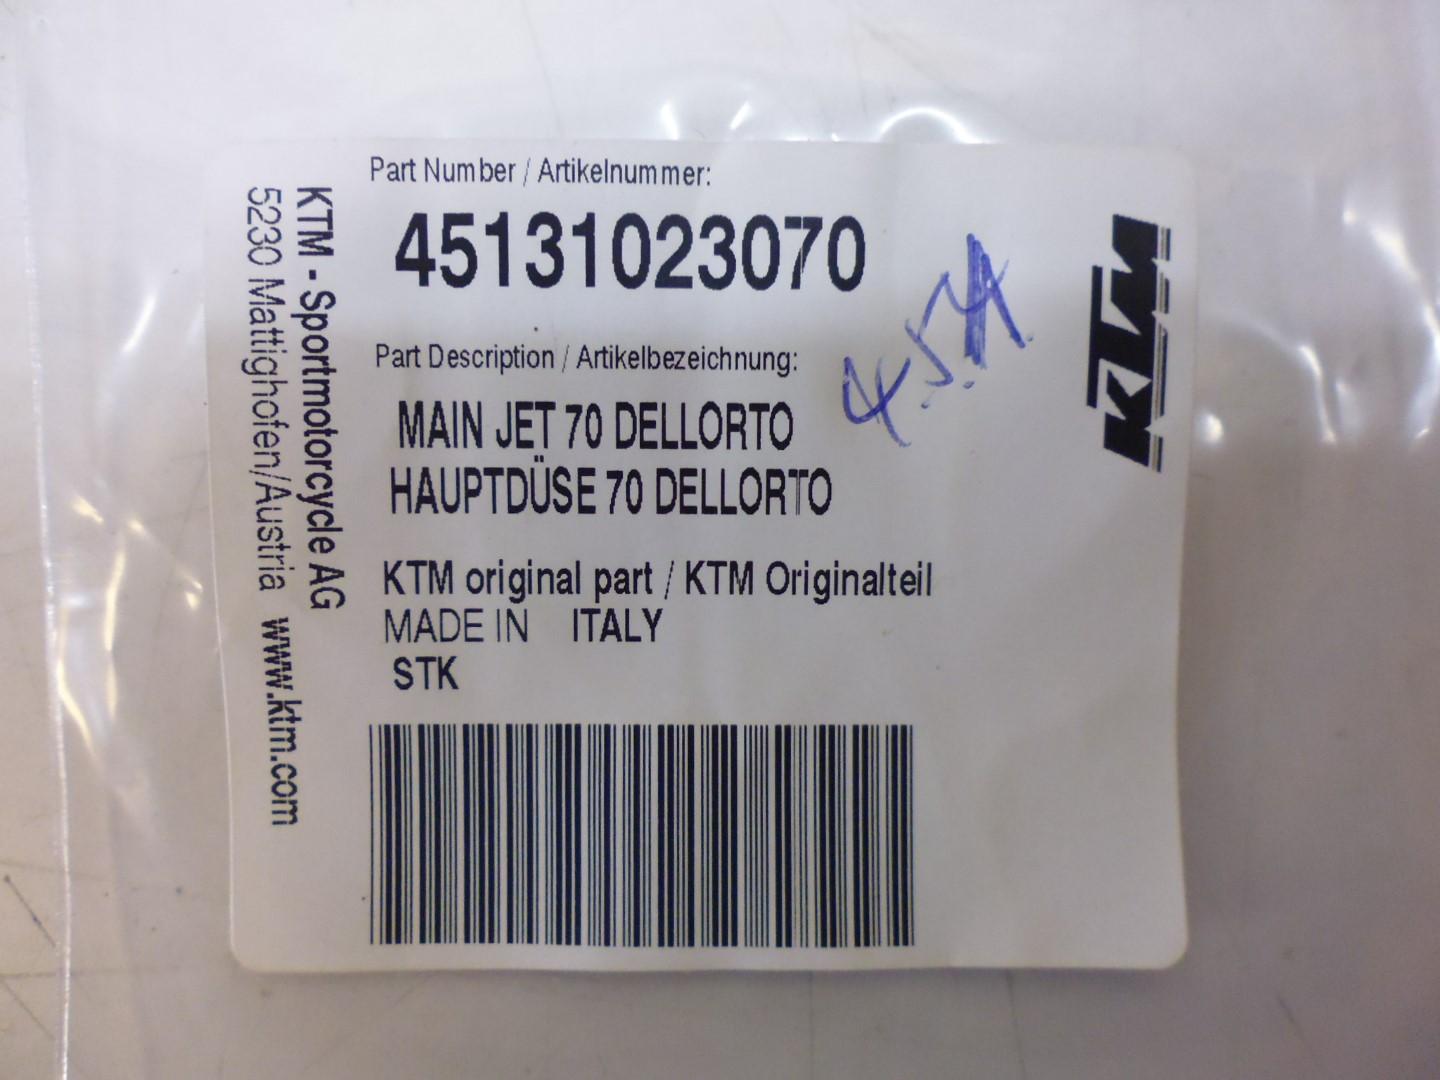 Part Number / Artikelnummer:
45131023070
Part Description / Artikelbezeichnung:
MAIN JET 70 DELLORTO
HAUPTDÜSE 70 DELLORTO
KTM original part / KTM Originalteil
MADE IN ITALY
STK
KTM - Sportmotorcycle AG
5230 Mattighofen/Austria www.ktm.com
KTM